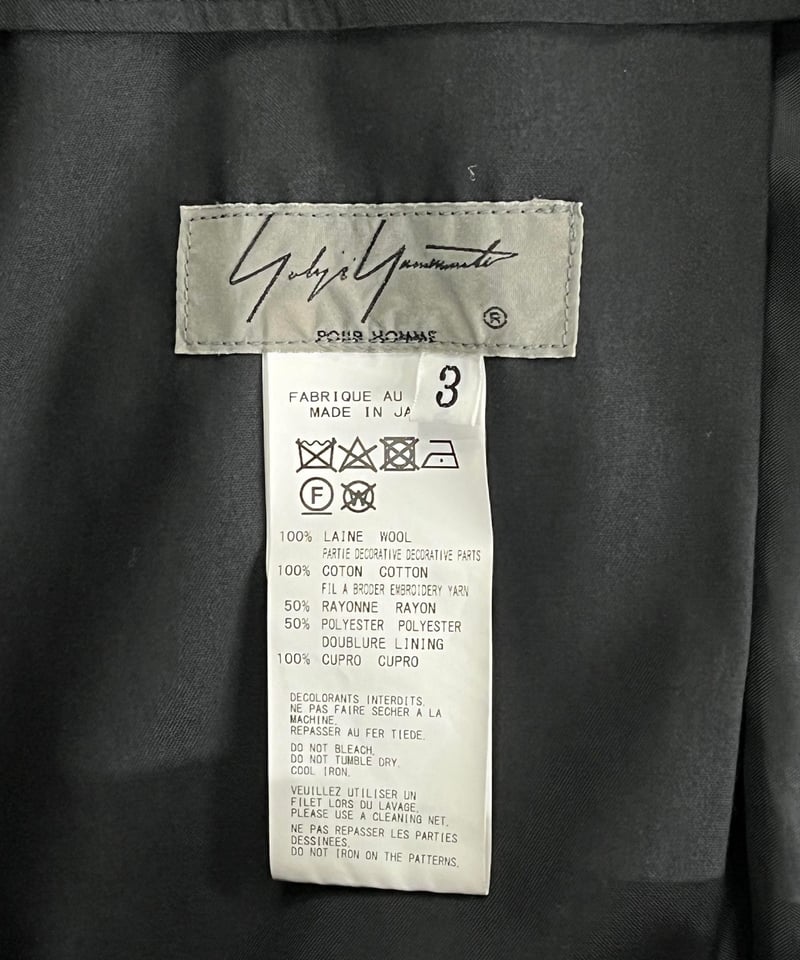 Yohji Yamamoto
®
POUR HOMME
3
FABRIQUE AU
MADE IN JA
F
W
100% LAINE WOOL
PARTIE DECORATIVE DECORATIVE PARTS
100% COTON COTTON
FIL A BRODER EMBROIDERY YARN
50% RAYONNE RAYON
50% POLYESTER POLYESTER
DOUBLURE LINING
100% CUPRO CUPRO
DECOLORANTS INTERDITS.
NE PAS FAIRE SECHER A LA
MACHINE.
REPASSER AU FER TIEDE.
DO NOT BLEACH.
DO NOT TUMBLE DRY.
COOL IRON.
VEUILLEZ UTILISER UN
FILET LORS DU LAVAGE.
PLEASE USE A CLEANING NET.
NE PAS REPASSER LES PARTIES
DESSINEES.
DO NOT IRON ON THE PATTERNS.